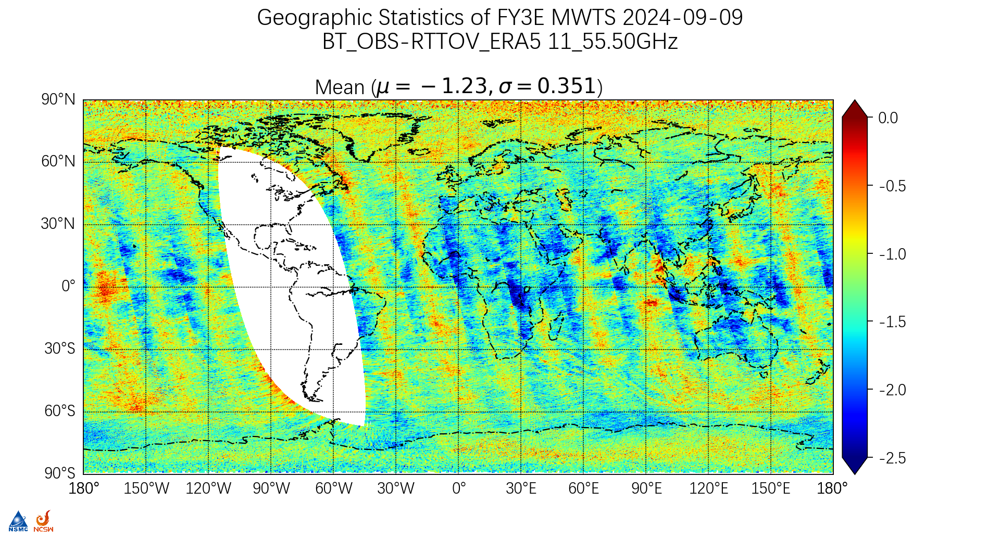 Geographic Statistics of FY3E MWTS 2024-09-09
BT_OBS-RTTOV_ERA5 11_55.50GHz
Mean (μ = −1.23, σ = 0.351)
90°N
60°N
30°N
0°
30°S
60°S
90°S
180° 150°W 120°W 90°W 60°W 30°W 0° 30°E 60°E 90°E 120°E 150°E 180°
0.0
-0.5
-1.0
-1.5
-2.0
-2.5
NSMC NCSW